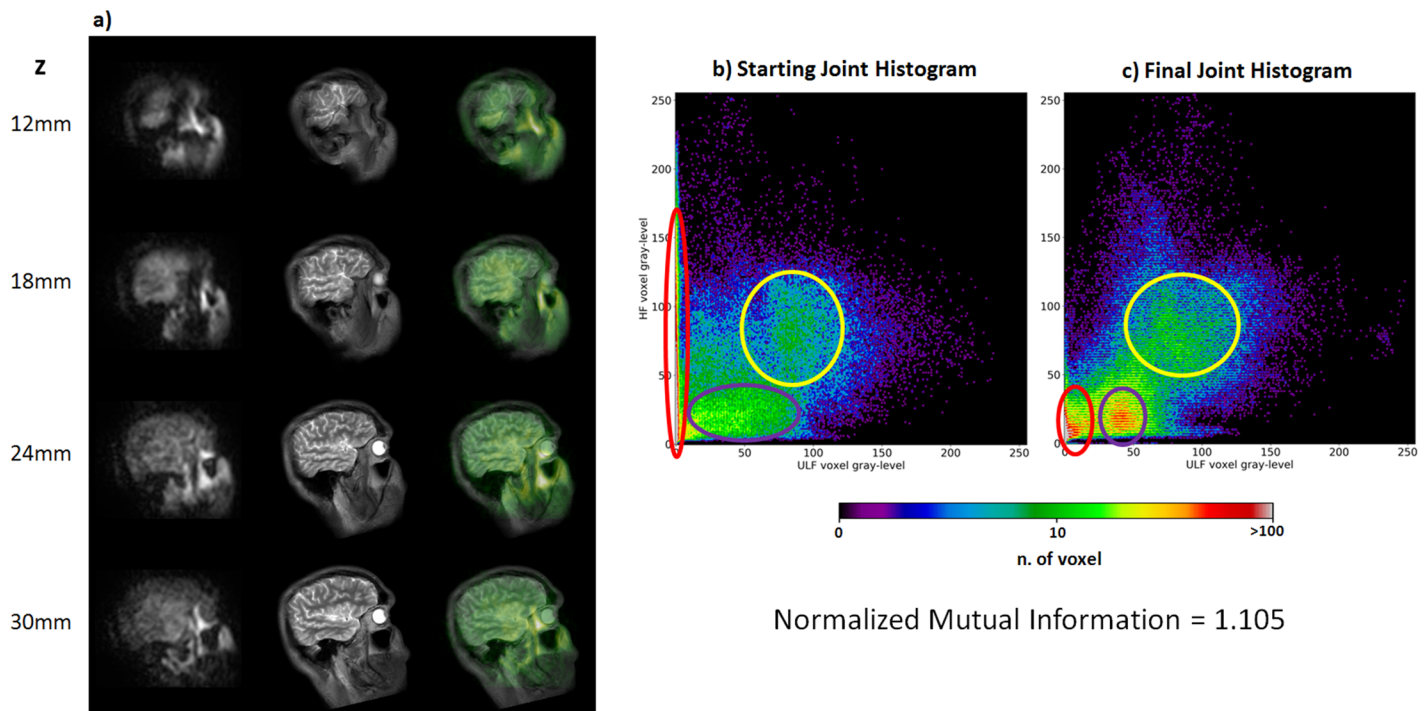 a)
z
12mm
18mm
24mm
30mm
b) Starting Joint Histogram
250
200
150
100
50
0
HF voxel gray-level
50
100
150
200
250
ULF voxel gray-level
c) Final Joint Histogram
250
200
150
100
50
0
0
50
100
150
200
250
ULF voxel gray-level
0
10
>100
n. of voxel
Normalized Mutual Information = 1.105